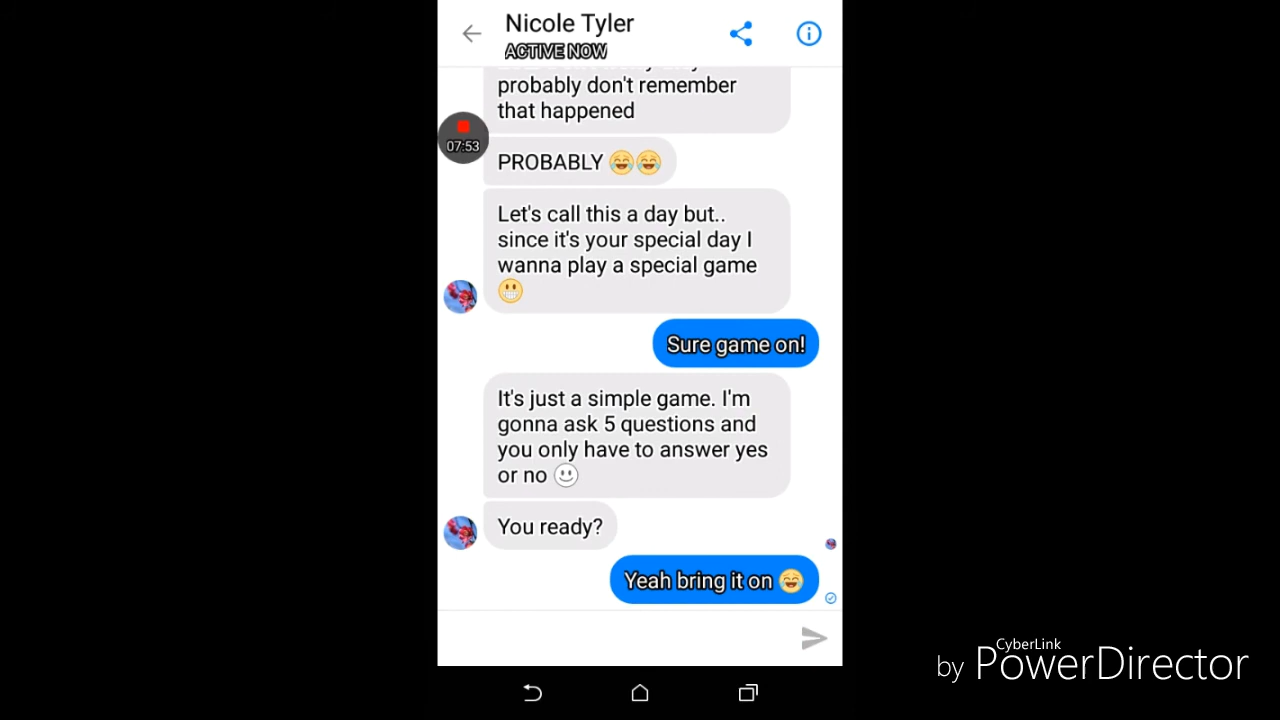 Nicole Tyler
ACTIVE NOW
probably don't remember
that happened
07:53
PROBABLY 😂😂
Let's call this a day but..
since it's your special day I
wanna play a special game
😬
Sure game on!
It's just a simple game. I'm
gonna ask 5 questions and
you only have to answer yes
or no 🙂
You ready?
Yeah bring it on 😂
CyberLink
by PowerDirector